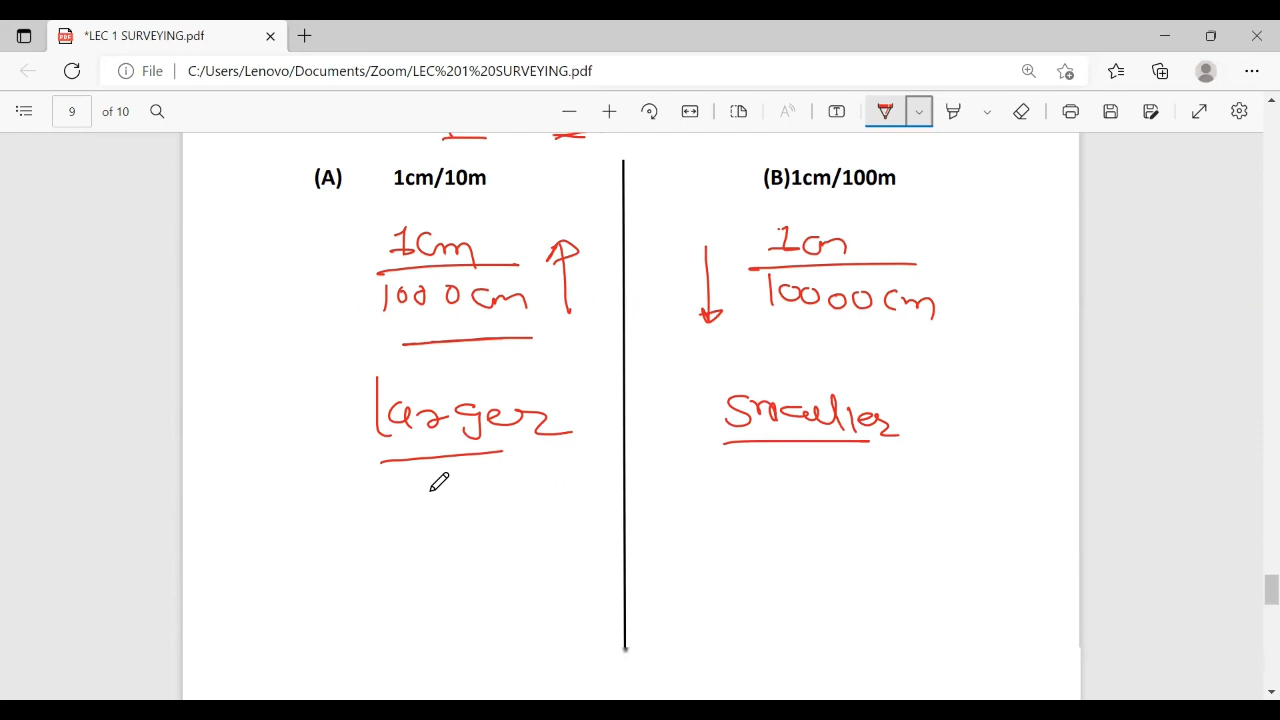 *LEC 1 SURVEYING.pdf
File
C:/Users/Lenovo/Documents/Zoom/LEC%201%20SURVEYING.pdf
9 of 10
(A) 1cm/10m
(B)1cm/100m
1cm
1000cm
1cm
10000cm
larger
smaller